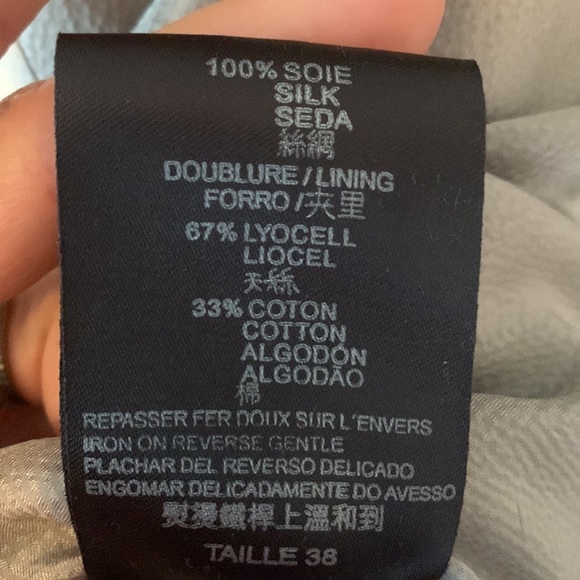 100% SOIE
SILK
SEDA
絲綢
DOUBLURE / LINING
FORRO / 夹里
67% LYOCELL
LIOCEL
天絲
33% COTON
COTTON
ALGODÓN
ALGODÃO
棉
REPASSER FER DOUX SUR L'ENVERS
IRON ON REVERSE GENTLE
PLACHAR DEL REVERSO DELICADO
ENGOMAR DELICADAMENTE DO AVESSO
熨燙鐵桿上溫和到
TAILLE 38